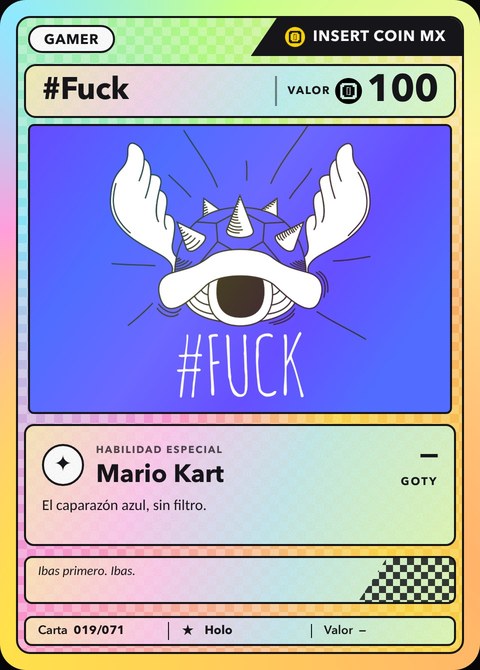 GAMER
INSERT COIN MX
#Fuck
VALOR 100
#FUCK
HABILIDAD ESPECIAL
Mario Kart
—
GOTY
El caparazón azul, sin filtro.
Ibas primero. Ibas.
Carta 019/071 ★ Holo Valor —